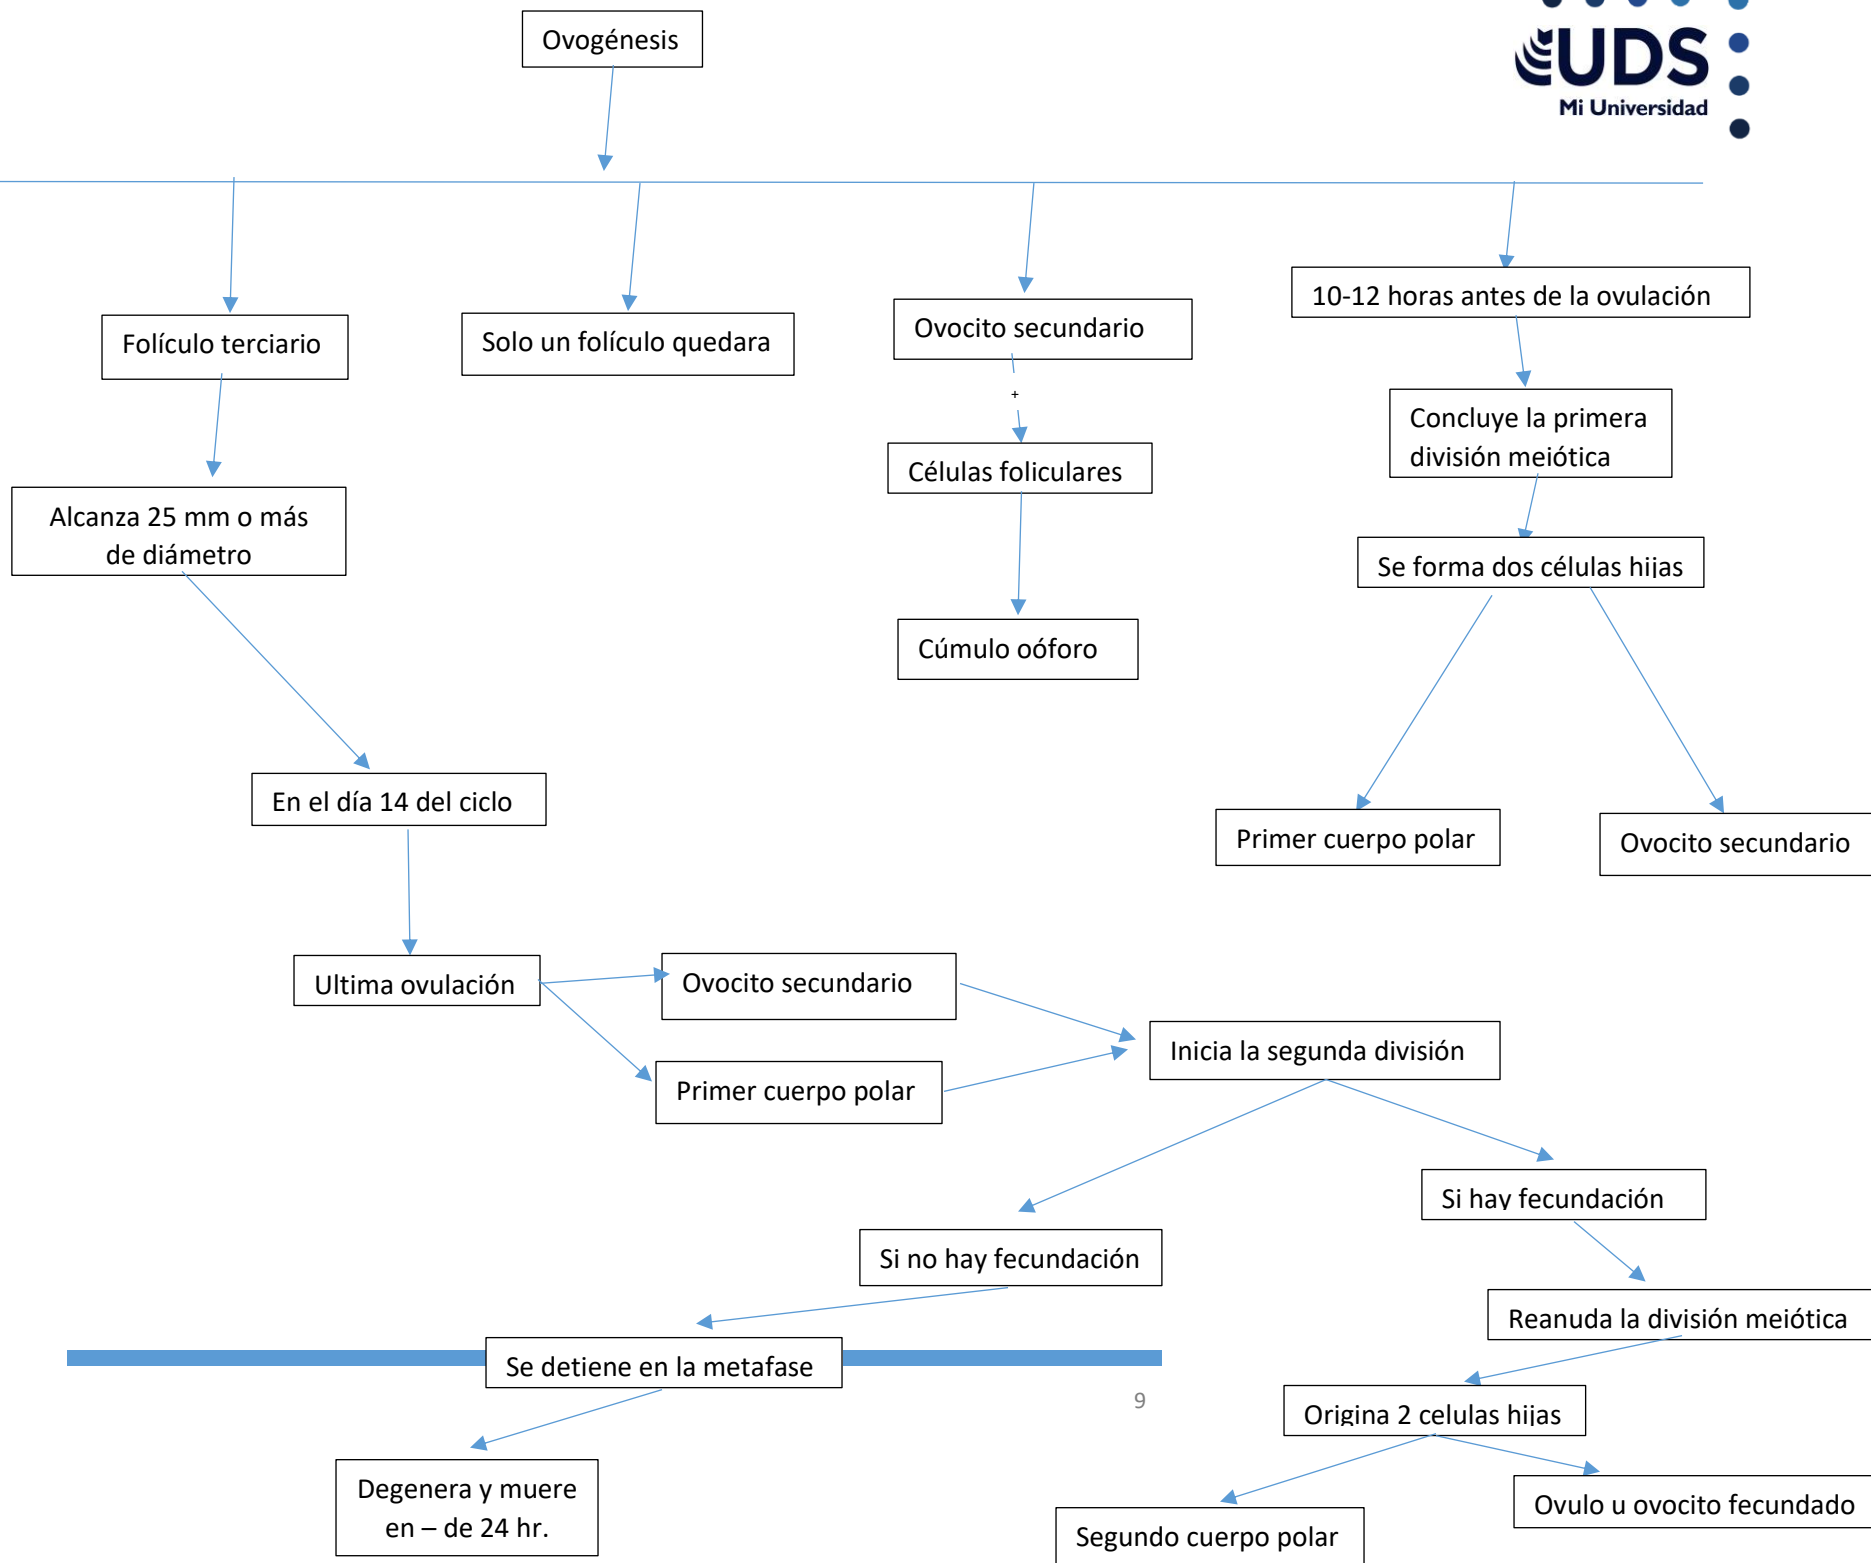 Ovogénesis
UDS
Mi Universidad
Folículo terciario
Solo un folículo quedara
Ovocito secundario
10-12 horas antes de la ovulación
+
Concluye la primera
división meiótica
Células foliculares
Alcanza 25 mm o más
de diámetro
Se forma dos células hijas
Cúmulo oóforo
En el día 14 del ciclo
Primer cuerpo polar
Ovocito secundario
Ultima ovulación
Ovocito secundario
Inicia la segunda división
Primer cuerpo polar
Si hay fecundación
Si no hay fecundación
Reanuda la división meiótica
Se detiene en la metafase
9
Origina 2 celulas hijas
Degenera y muere
en – de 24 hr.
Ovulo u ovocito fecundado
Segundo cuerpo polar